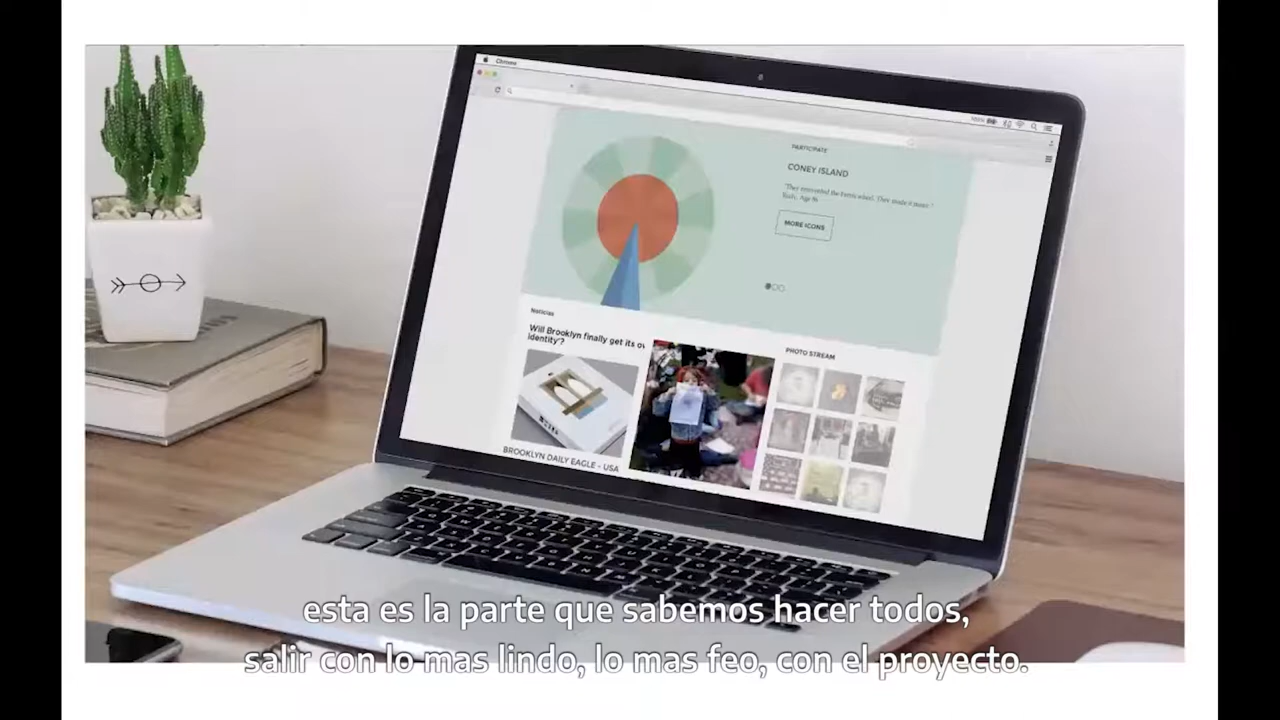 Chrome
PARTICIPATE
CONEY ISLAND
MORE ICONS
Noticias
Will Brooklyn finally get its
identity'?
PHOTO STREAM
BROOKLYN DAILY EAGLE - USA
esta es la parte que sabemos hacer todos,
salir con lo mas lindo, lo mas feo, con el proyecto.